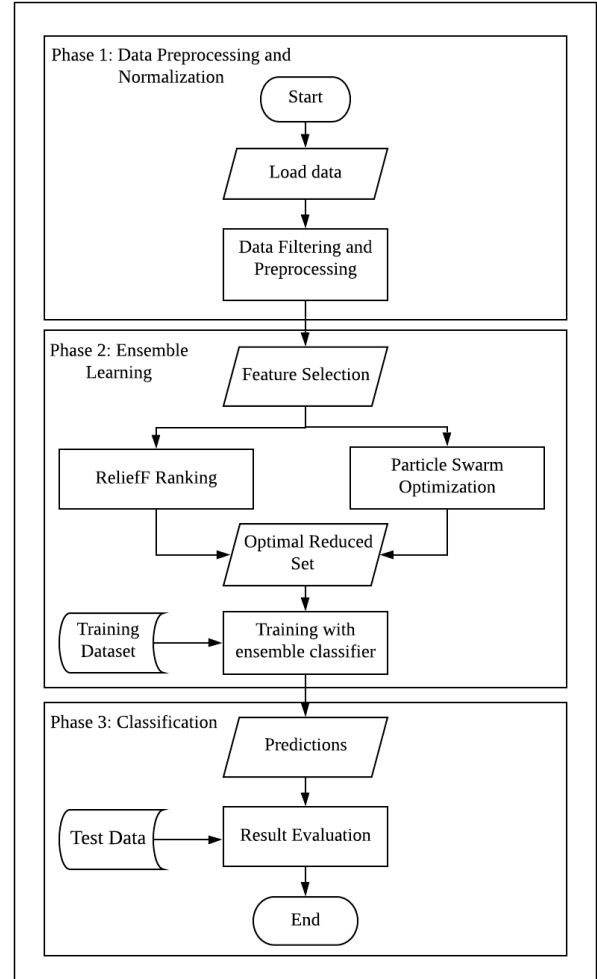 Phase 1: Data Preprocessing and
Normalization
Start
Load data
Data Filtering and
Preprocessing
Phase 2: Ensemble
Learning
Feature Selection
ReliefF Ranking
Particle Swarm
Optimization
Optimal Reduced
Set
Training
Dataset
Training with
ensemble classifier
Phase 3: Classification
Predictions
Test Data
Result Evaluation
End